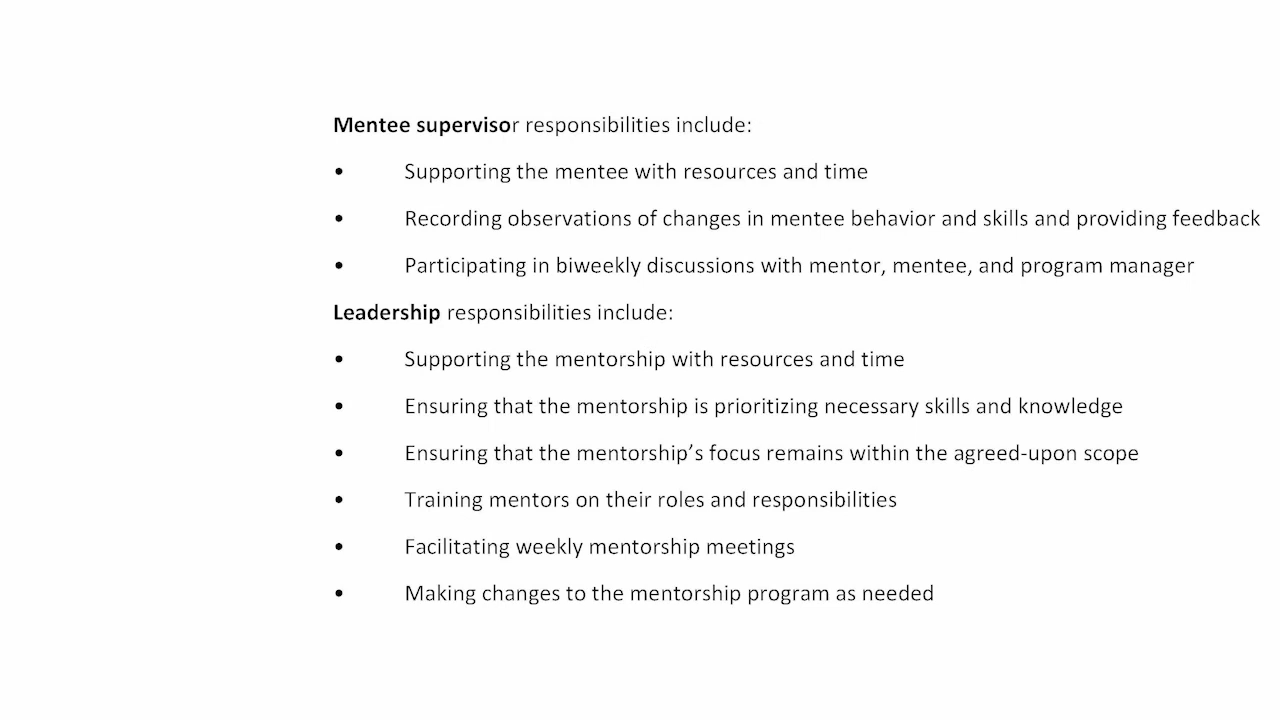 Mentee supervisor responsibilities include:
• Supporting the mentee with resources and time
• Recording observations of changes in mentee behavior and skills and providing feedback
• Participating in biweekly discussions with mentor, mentee, and program manager
Leadership responsibilities include:
• Supporting the mentorship with resources and time
• Ensuring that the mentorship is prioritizing necessary skills and knowledge
• Ensuring that the mentorship’s focus remains within the agreed-upon scope
• Training mentors on their roles and responsibilities
• Facilitating weekly mentorship meetings
• Making changes to the mentorship program as needed